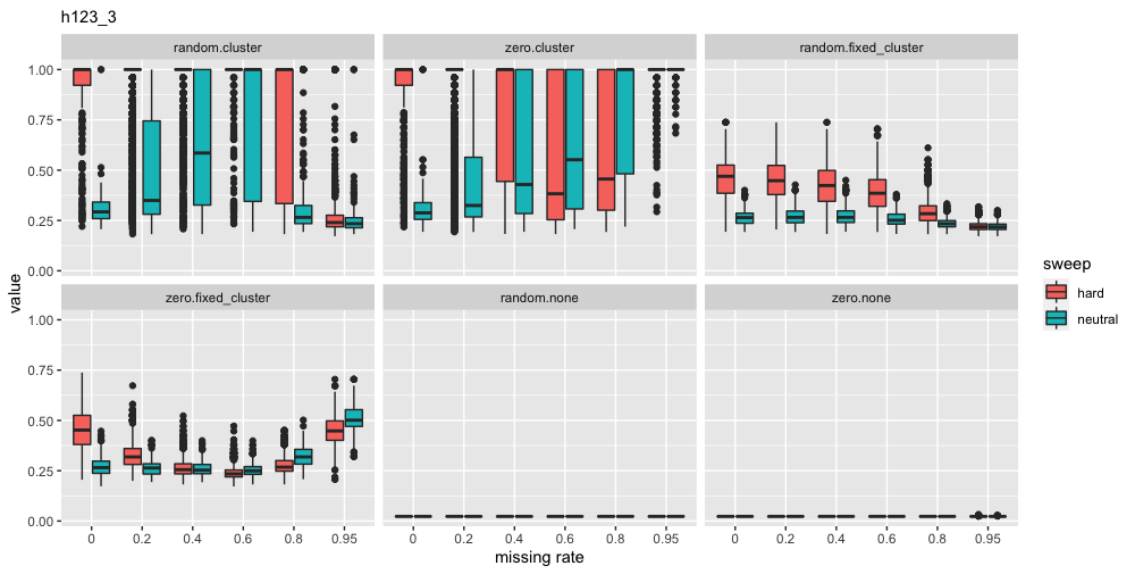 h123_3
random.cluster
zero.cluster
random.fixed_cluster
1.00
0.75
0.50
0.25
0.00
zero.fixed_cluster
random.none
zero.none
1.00
0.75
0.50
0.25
0.00
value
0 0.2 0.4 0.6 0.8 0.95
0 0.2 0.4 0.6 0.8 0.95
0 0.2 0.4 0.6 0.8 0.95
missing rate
sweep
hard
neutral